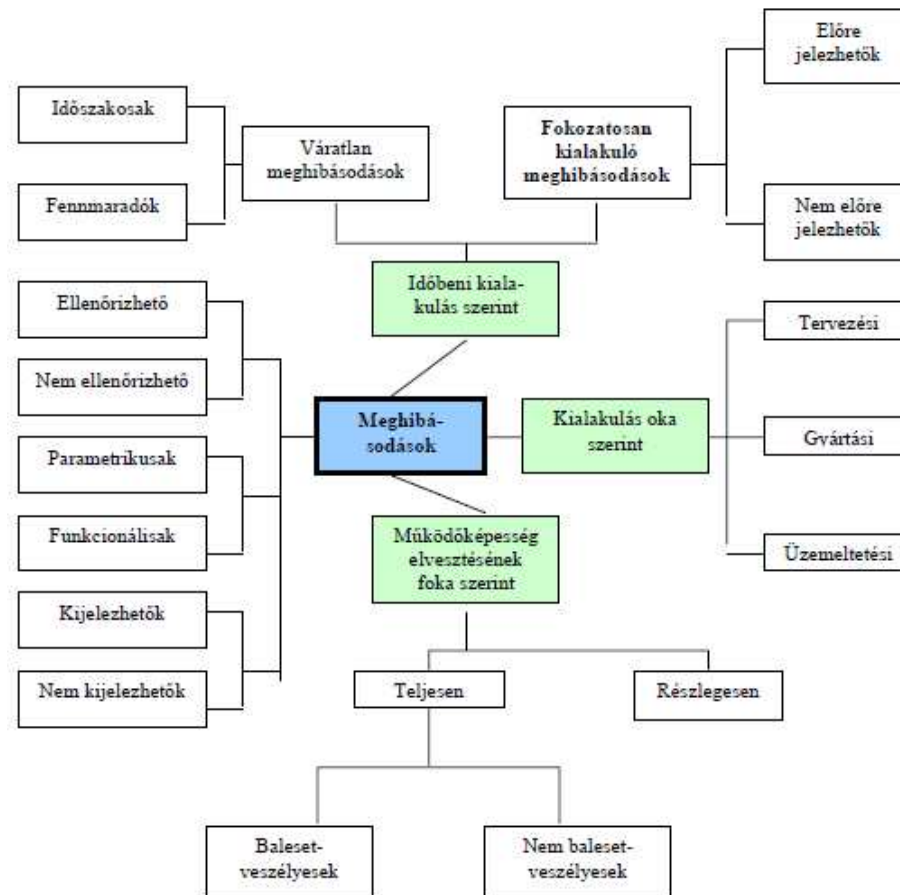 Előre
jelezhetők
Időszakosak
Váratlan
meghibásodások
Fokozatosan
kialakuló
meghibásodások
Fennmaradók
Nem előre
jelezhetők
Időbeni kiala-
kulás szerint
Ellenőrizhető
Tervezési
Nem ellenőrizhető
Meghibá-
sodások
Kialakulás oka
szerint
Gyártási
Parametrikusak
Funkcionálisak
Működőképesség
elvesztésének
foka szerint
Üzemeltetési
Kijelezhetők
Nem kijelezhetők
Teljesen
Részlegesen
Baleset-
veszélyesek
Nem baleset-
veszélyesek